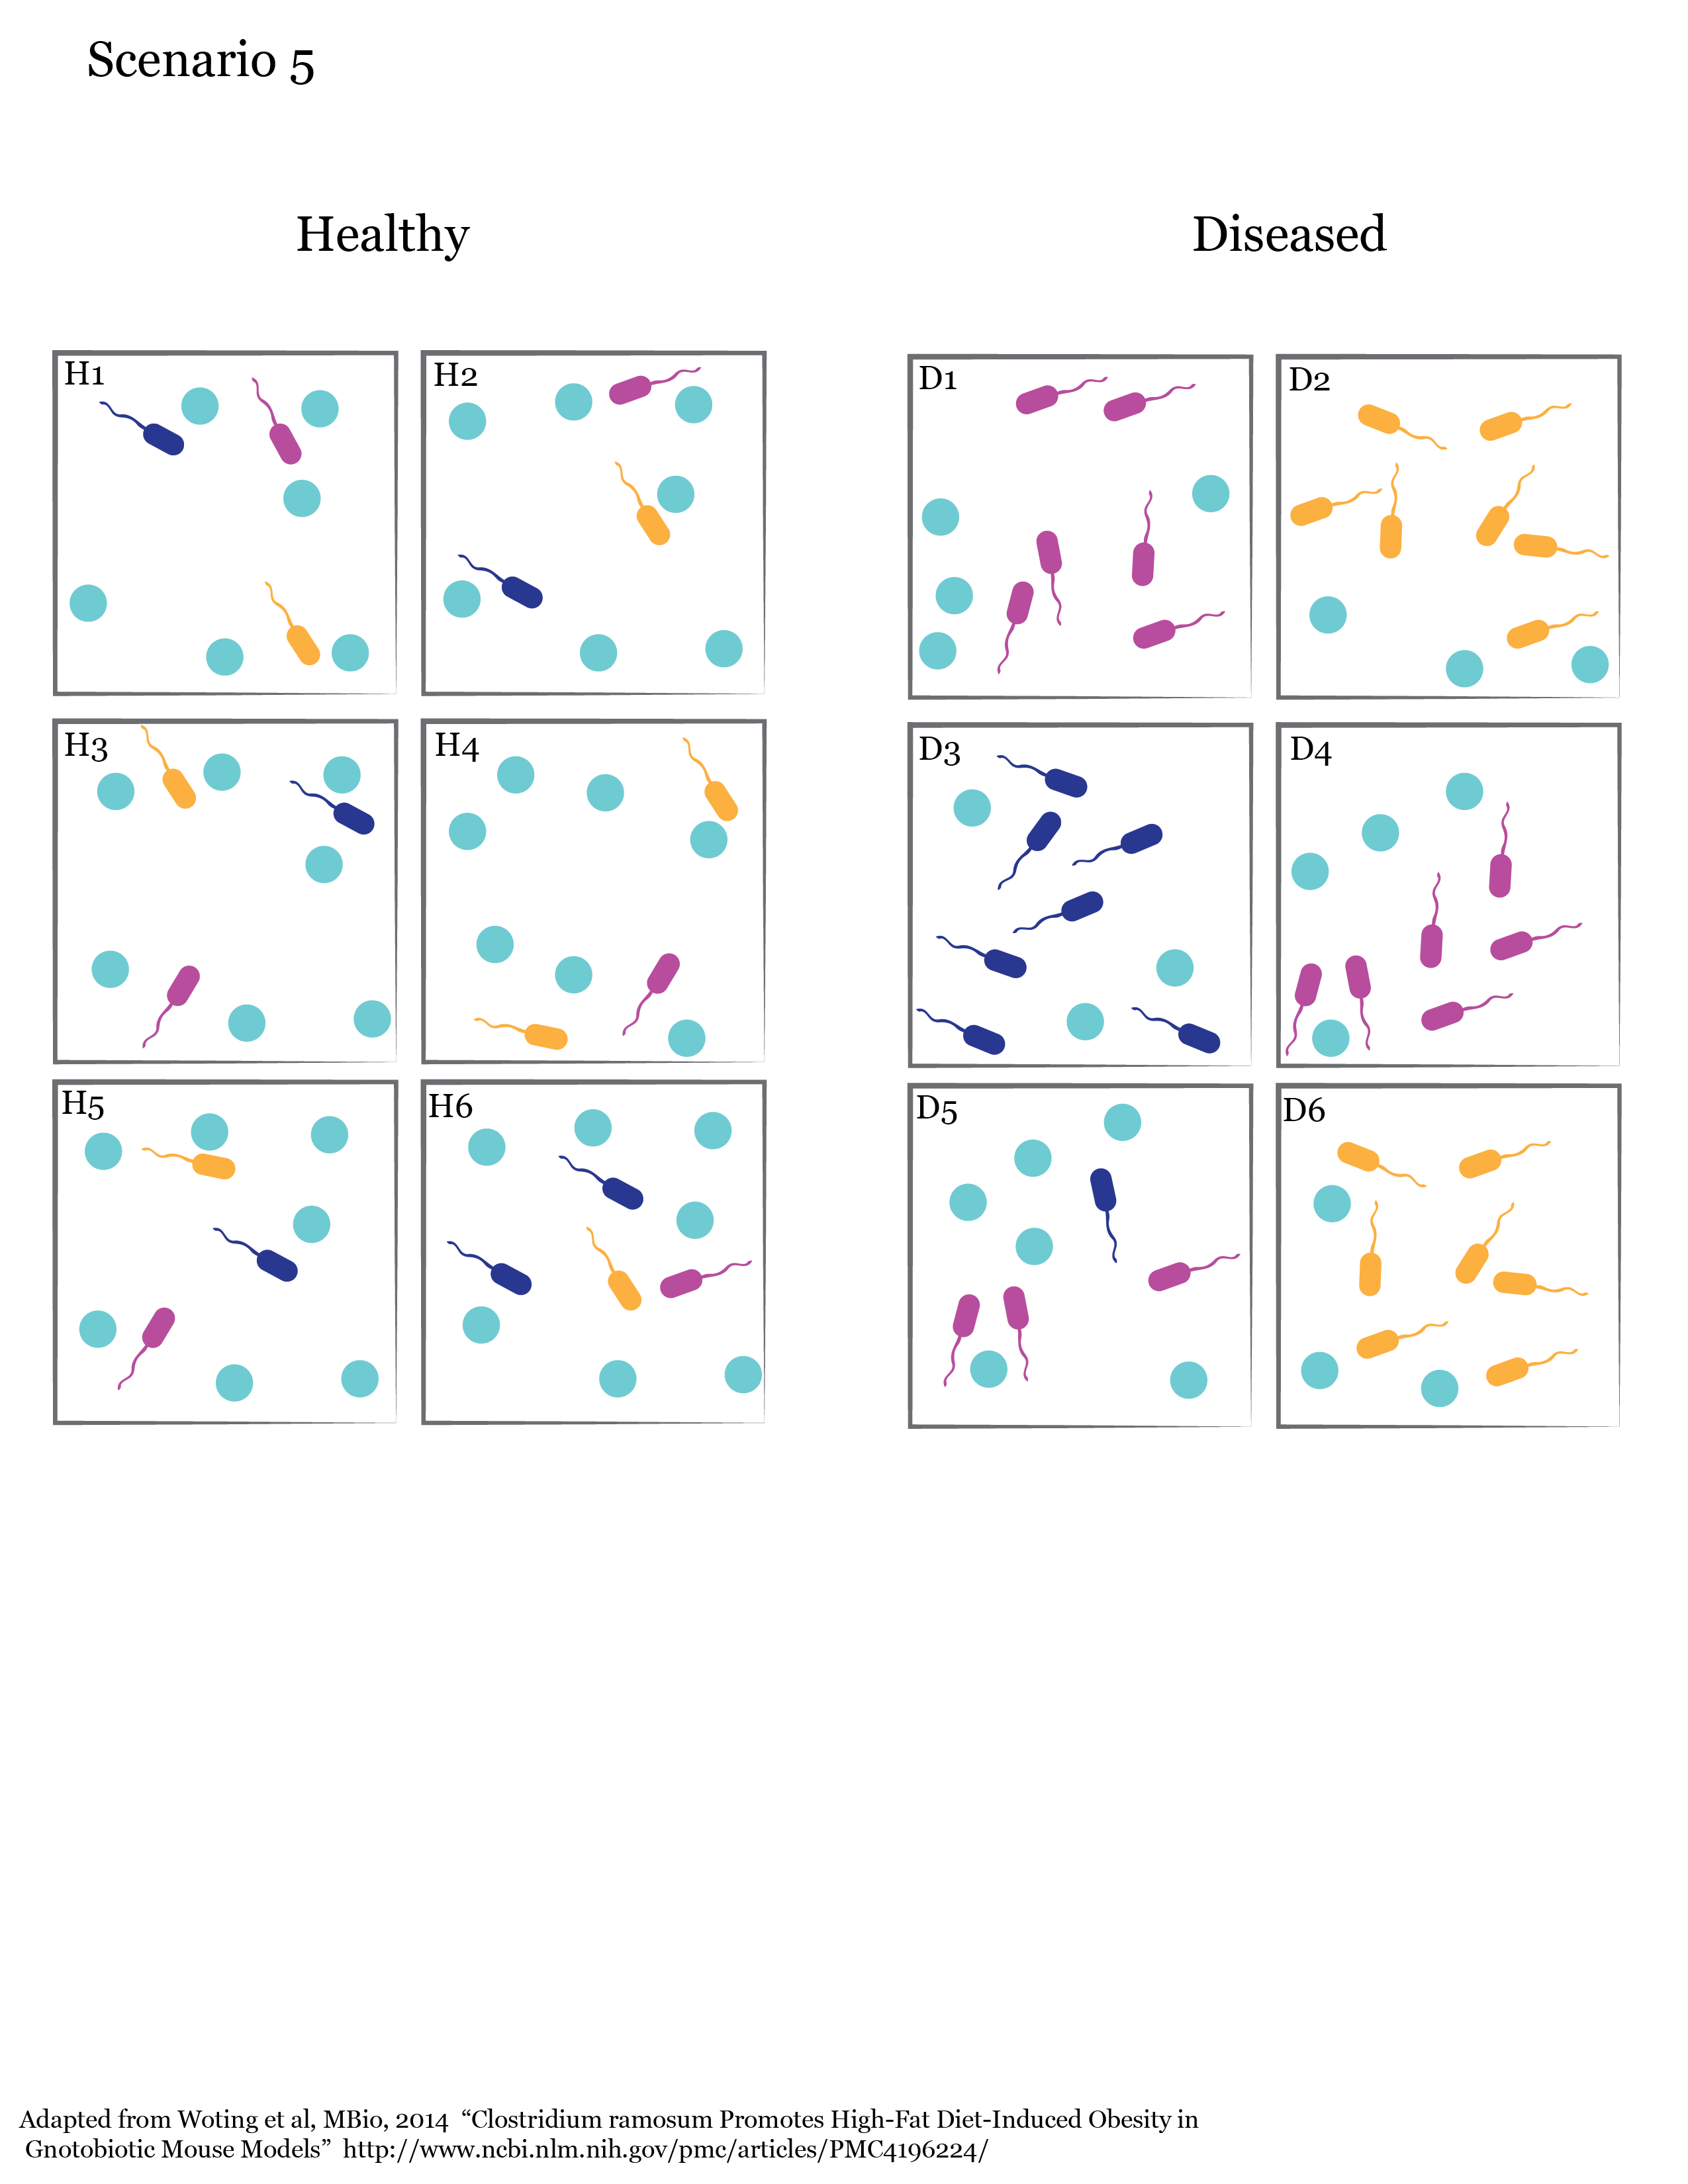 Scenario 5
Healthy
Diseased
H1
H2
D1
D2
H3
H4
D3
D4
H5
H6
D5
D6
Adapted from Woting et al, MBio, 2014 “Clostridium ramosum Promotes High-Fat Diet-Induced Obesity in
Gnotobiotic Mouse Models” http://www.ncbi.nlm.nih.gov/pmc/articles/PMC4196224/